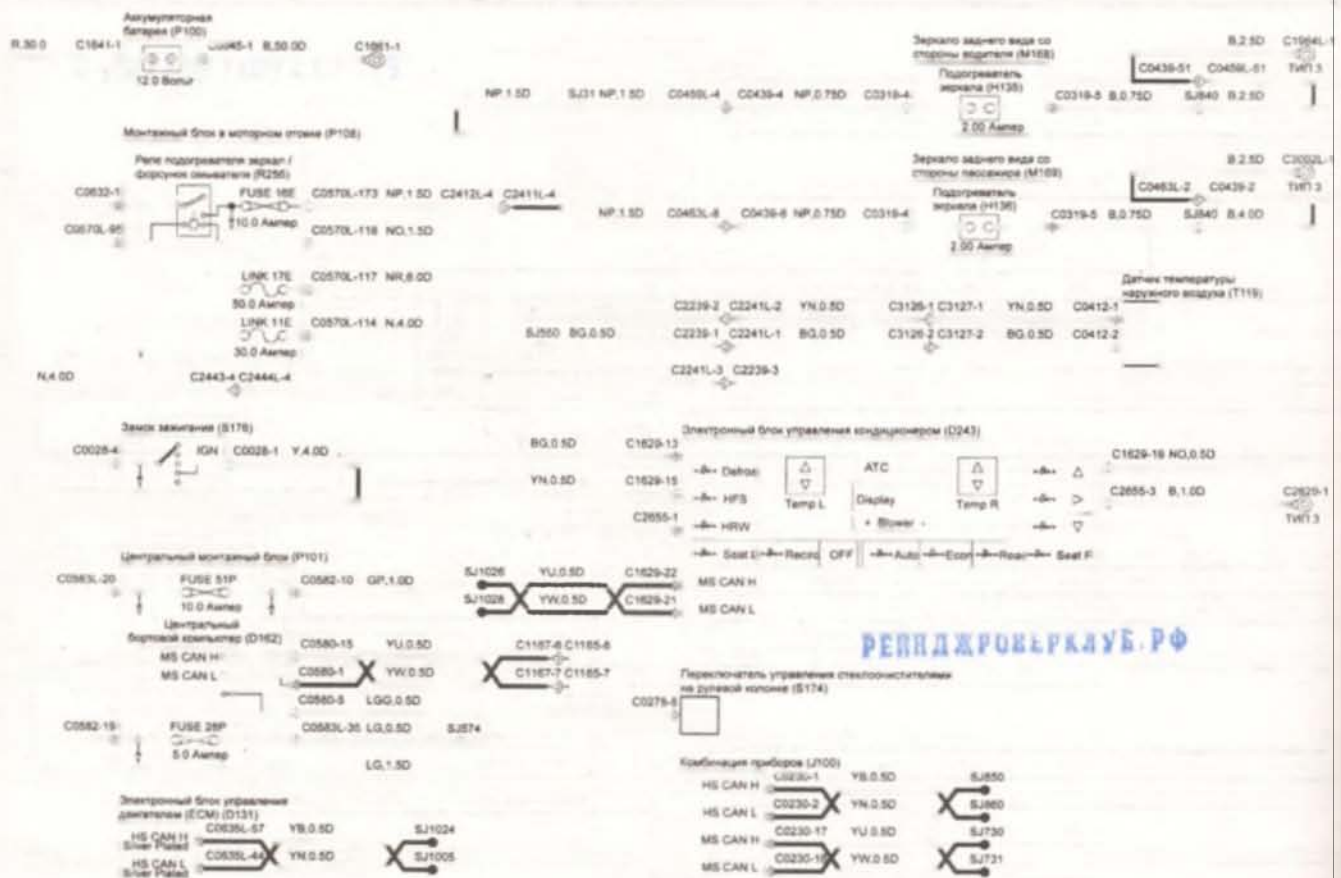 Аккумуляторная
батарея (P100)
R,30.0 C1641-1 B,50.0D C1661-1
12.0 Вольт
Зеркало заднего вида со
стороны водителя (M168)
Подогреватель
зеркала (H135)
2.00 Ампер
B,2.5D
C0439-51 C0459L-51 ТИП 3
NP,1.5D SJ31 NP,1.5D C0459L-4 C0439-4 NP,0.75D C0319-4 C0319-5 B,0.75D SJ840 B,2.5D
Монтажный блок в моторном отсеке (P108)
Реле подогревателя зеркал /
форсунок омывателя (R256)
C0632-1 FUSE 16E C0570L-173 NP,1.5D C2412L-4 C2411L-4
10.0 Ампер
C0570L-95 C0570L-118 NO,1.5D
Зеркало заднего вида со
стороны пассажира (M169)
Подогреватель
зеркала (H136)
2.00 Ампер
B,2.5D C3002L-1
C0463L-2 C0439-2 ТИП 3
NP,1.5D C0463L-8 C0439-6 NP,0.75D C0319-4 C0319-5 B,0.75D SJ840 B,4.0D
LINK 17E C0570L-117 NR,6.0D
50.0 Ампер
LINK 11E C0570L-114 N,4.0D
30.0 Ампер
Датчик температуры
наружного воздуха (T119)
C2239-2 C2241L-2 YN,0.5D C3126-1 C3127-1 YN,0.5D C0412-1
SJ550 BG,0.5D C2239-1 C2241L-1 BG,0.5D C3126-2 C3127-2 BG,0.5D C0412-2
C2241L-3 C2239-3
N,4.0D C2443-4 C2444L-4
Замок зажигания (S176)
C0028-4 IGN C0028-1 Y,4.0D
Электронный блок управления кондиционером (D243)
BG,0.5D C1629-13
YN,0.5D C1629-15
C2655-1
HFS
HRW
Temp L
ATC
Display
+ Blower -
Temp R
OFF Auto
C1629-19 NO,0.5D
C2655-3 B,1.0D
ТИП 3
Центральный монтажный блок (P101)
C0583L-20 FUSE 51P C0582-10 GP,1.0D
10.0 Ампер
SJ1026 YU,0.5D C1629-22 MS CAN H
SJ1028 YW,0.5D C1629-21 MS CAN L
Центральный
бортовой компьютер (D162)
MS CAN H C0580-15 YU,0.5D C1167-6 C1165-6
MS CAN L C0580-1 YW,0.5D C1167-7 C1165-7
C0580-5 LGG,0.5D
C0582-19 FUSE 28P C0583L-35 LG,0.5D SJ574
5.0 Ампер
LG,1.5D
РЕНДЖРОВЕРКЛУБ.РФ
Переключатель управления стеклоочистителями
на рулевой колонке (S174)
Комбинация приборов (J100)
HS CAN H C0230-1 YB,0.5D SJ850
HS CAN L C0230-2 YN,0.5D SJ860
MS CAN H C0230-17 YU,0.5D SJ730
MS CAN L YW,0.5D SJ731
Электронный блок управления
двигателем (ECM) (D131)
HS CAN H C0635L-57 YB,0.5D SJ1024
Silver Plated
HS CAN L C0635L-44 YN,0.5D SJ1005
Silver Plated